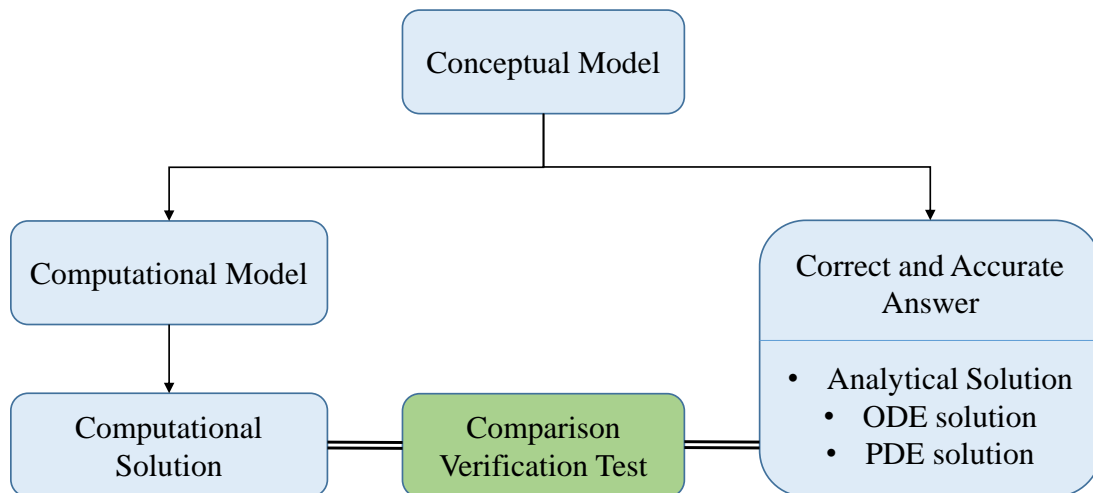 Conceptual Model
Computational Model
Correct and Accurate
Answer
• Analytical Solution
• ODE solution
• PDE solution
Computational
Solution
Comparison
Verification Test